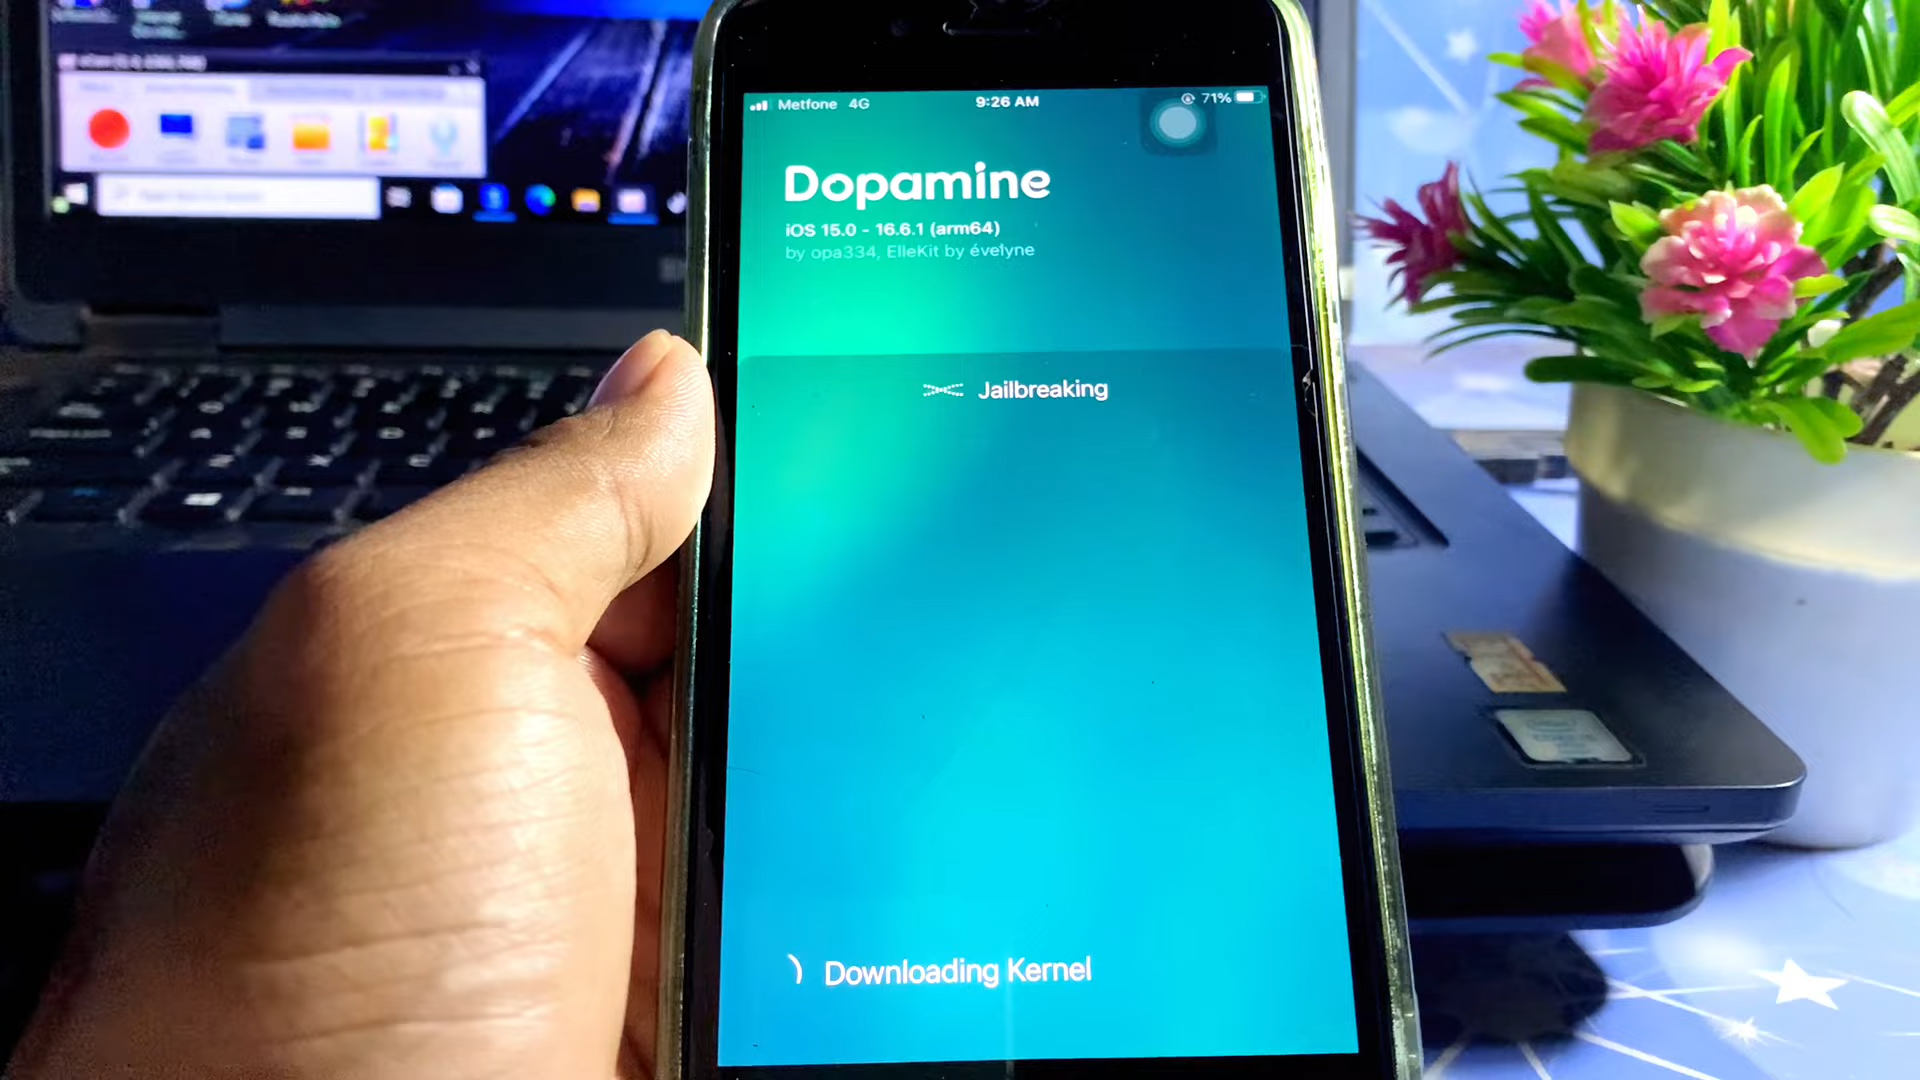 Metfone 4G 9:26 AM 71%
Dopamine
iOS 15.0 - 16.6.1 (arm64)
by opa334, ElleKit by évelyne
Jailbreaking
Downloading Kernel